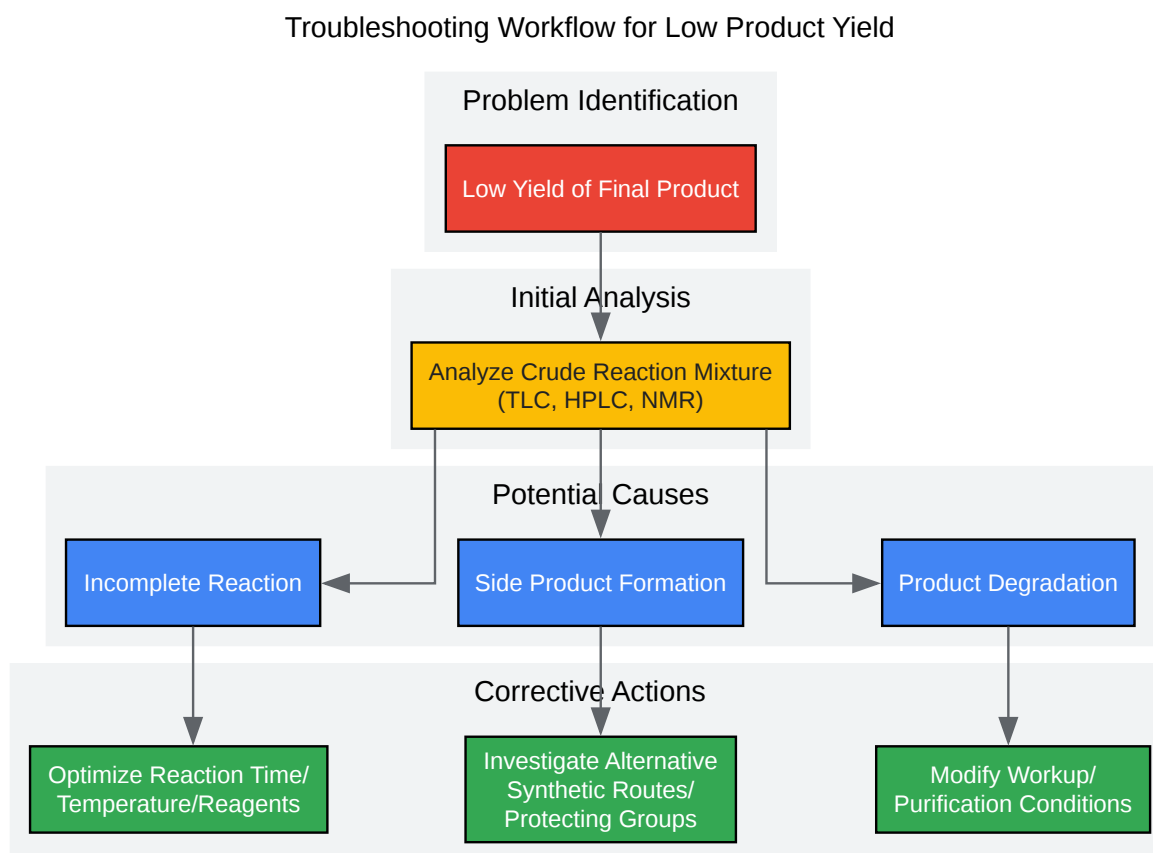 Troubleshooting Workflow for Low Product Yield
Problem Identification
Low Yield of Final Product
Initial Analysis
Analyze Crude Reaction Mixture
(TLC, HPLC, NMR)
Potential Causes
Incomplete Reaction
Side Product Formation
Product Degradation
Corrective Actions
Optimize Reaction Time/
Temperature/Reagents
Investigate Alternative
Synthetic Routes/
Protecting Groups
Modify Workup/
Purification Conditions